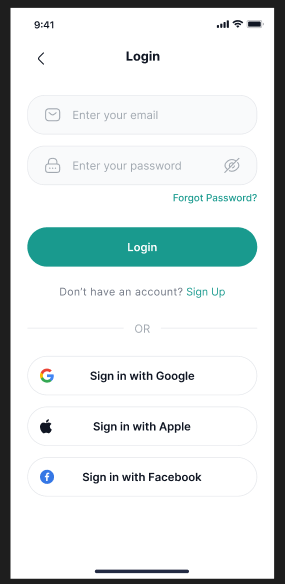 9:41
Login
Enter your email
Enter your password
Forgot Password?
Login
Don't have an account? Sign Up
OR
Sign in with Google
Sign in with Apple
Sign in with Facebook